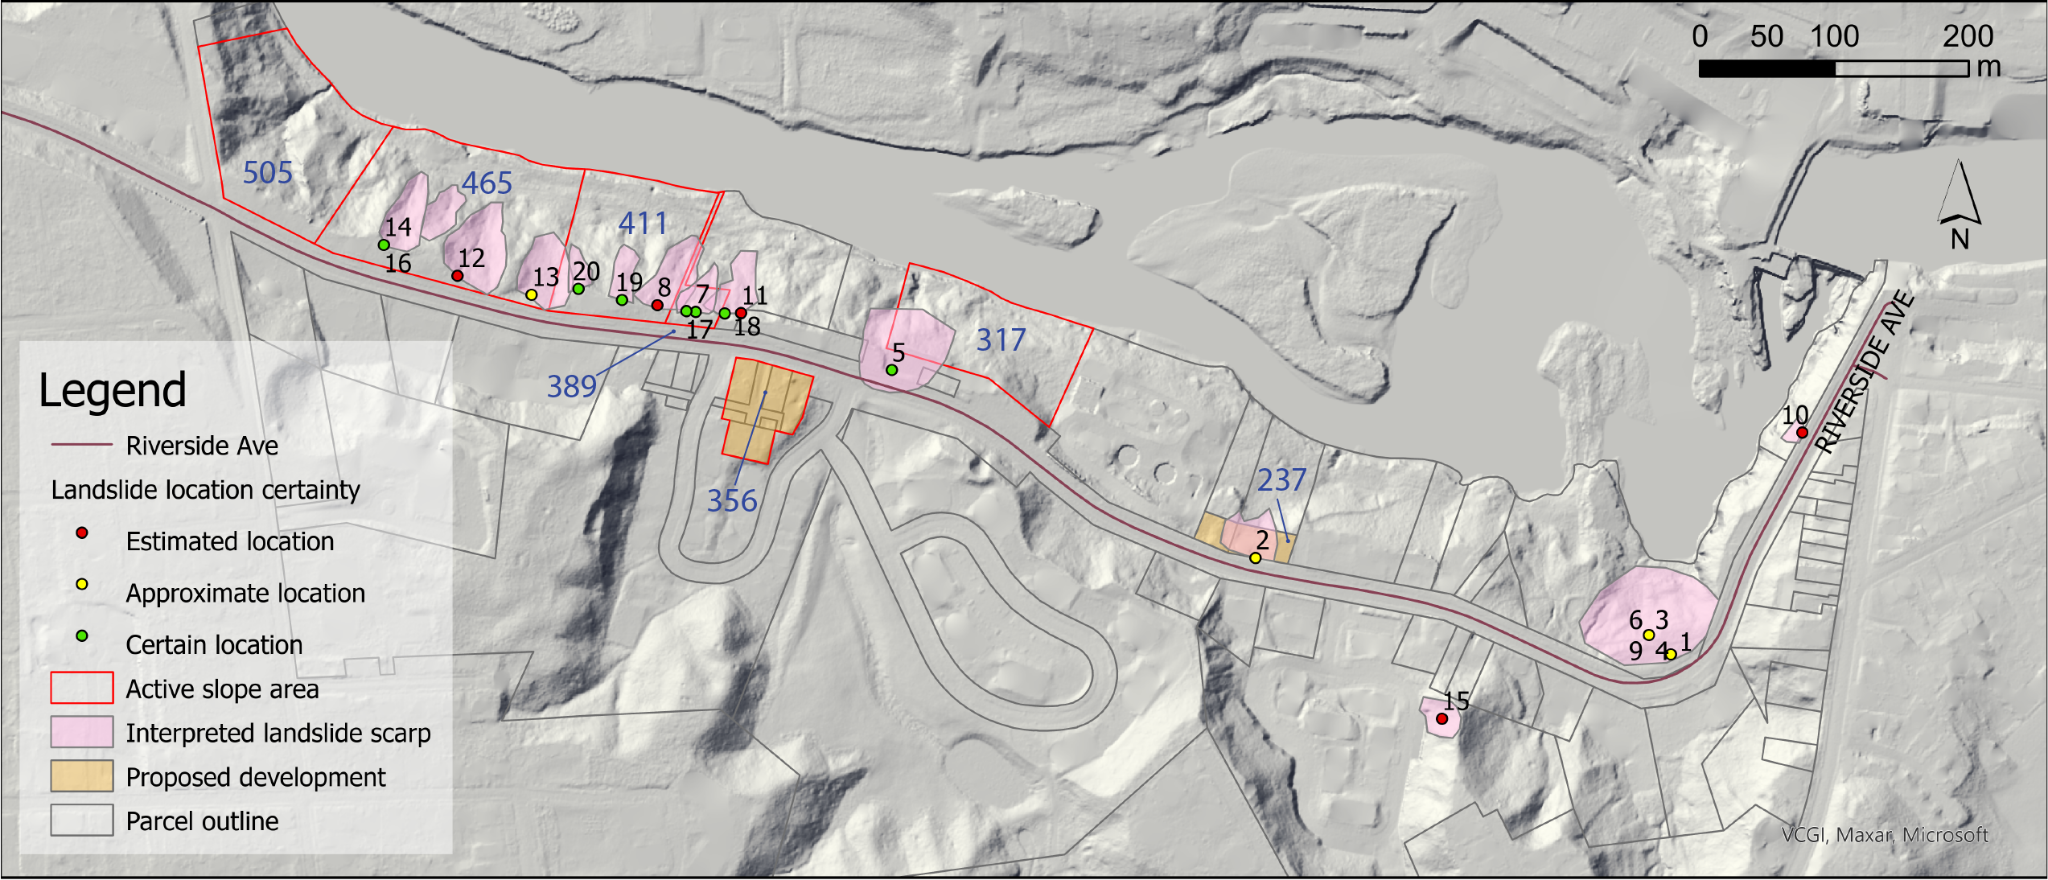 0 50 100 200
m
N
505
465
411
14
16
12
13
20
19
8
7
17
11
18
389
5
317
356
237
2
10
RIVERSIDE AVE
6 3
9 4 1
15
Legend
Riverside Ave
Landslide location certainty
Estimated location
Approximate location
Certain location
Active slope area
Interpreted landslide scarp
Proposed development
Parcel outline
VCGI, Maxar, Microsoft